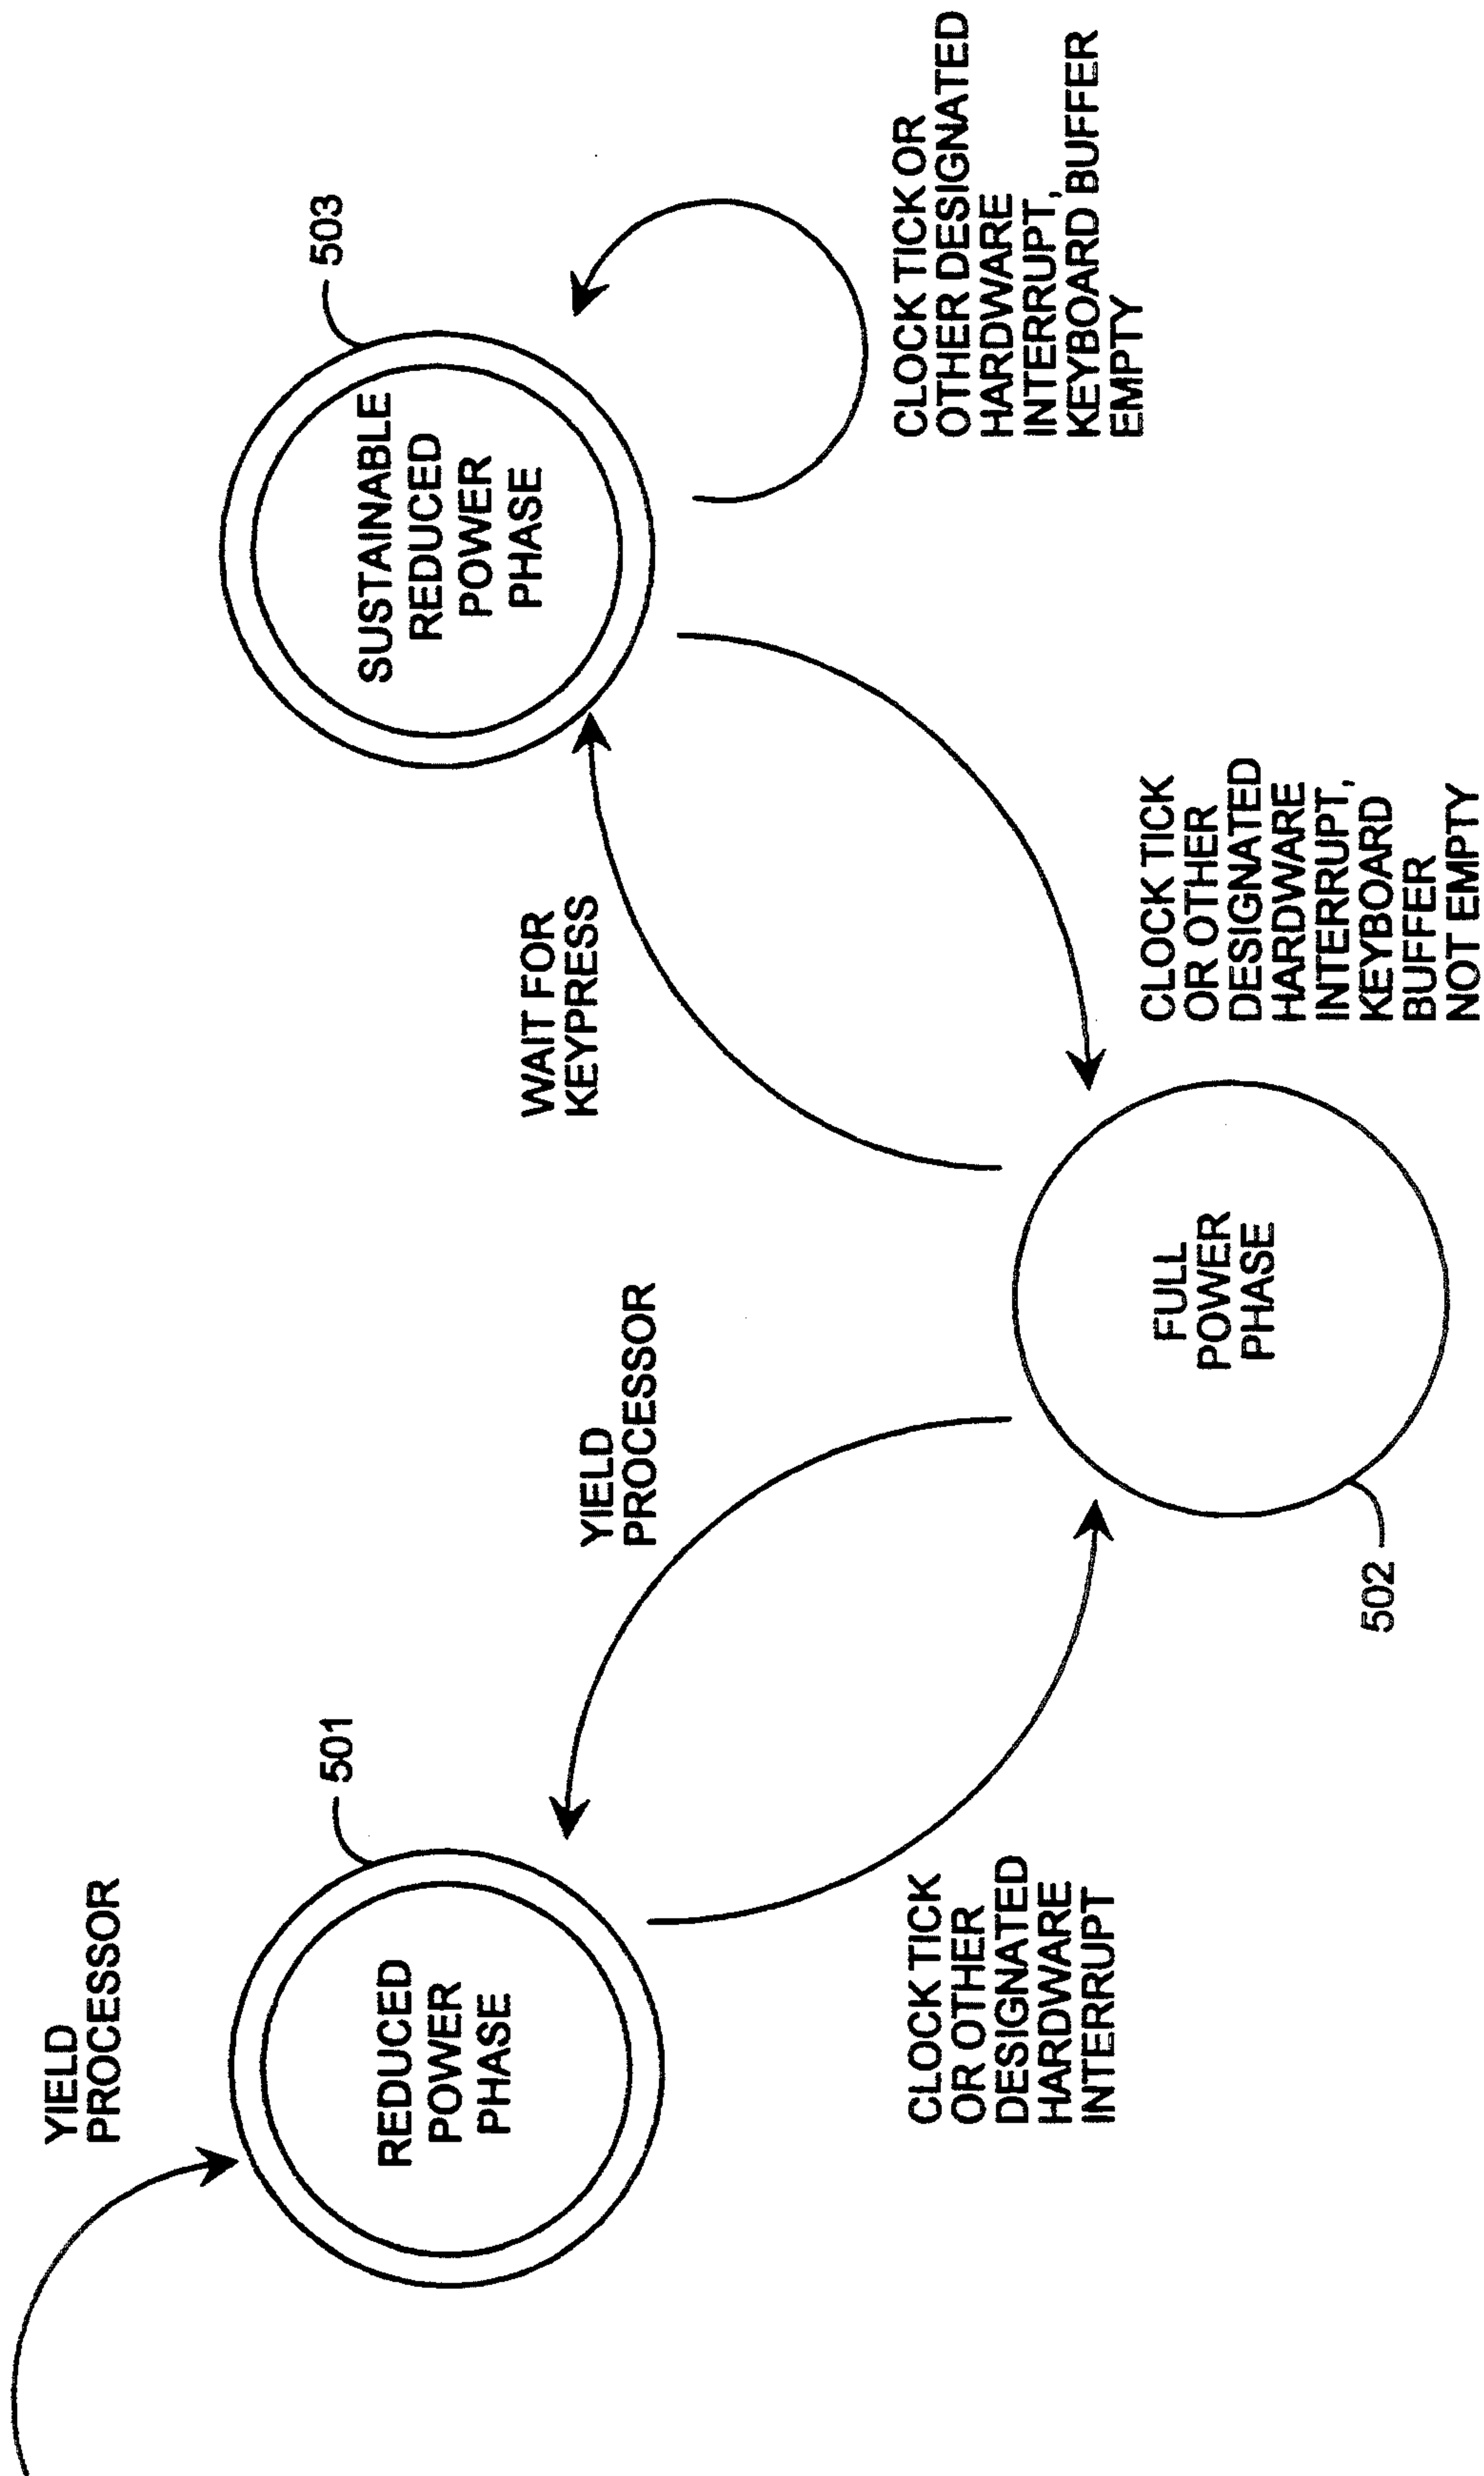 YIELD
PROCESSOR
501
REDUCED
POWER
PHASE
YIELD
PROCESSOR
CLOCK TICK
OR OTHER
DESIGNATED
HARDWARE
INTERRUPT
FULL
POWER
PHASE
502
WAIT FOR
KEYPRESS
503
SUSTAINABLE
REDUCED
POWER
PHASE
CLOCK TICK OR
OTHER DESIGNATED
HARDWARE
INTERRUPT,
KEYBOARD BUFFER
EMPTY
CLOCK TICK
OR OTHER
DESIGNATED
HARDWARE
INTERRUPT,
KEYBOARD
BUFFER
NOT EMPTY